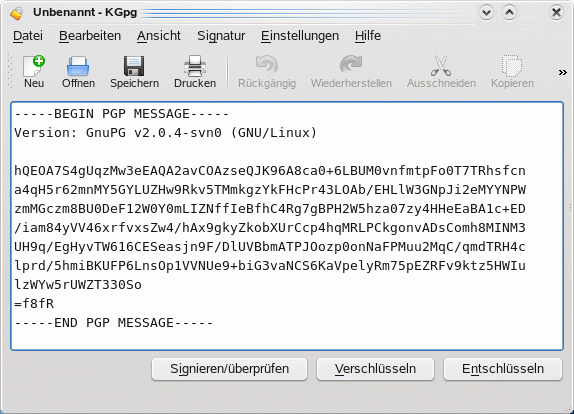 Unbenannt - KGpg
Datei Bearbeiten Ansicht Signatur Einstellungen Hilfe
Neu Öffnen Speichern Drucken Rückgängig Wiederherstellen Ausschneiden Kopieren »
-----BEGIN PGP MESSAGE-----
Version: GnuPG v2.0.4-svn0 (GNU/Linux)
hQEOA7S4gUqzMw3eEAQA2avCOAzseQJK96A8ca0+6LBUM0vnfmtpFo0T7TRhsfcn
a4qH5r62mnMY5GYLUZHw9Rkv5TMmkgzYkFHcPr43LOAb/EHLlW3GNpJi2eMYYNPW
zmMGczm8BU0DeF12W0Y0mLIZNffIeBfhC4Rg7gBPH2W5hza07zy4HHeEaBA1c+ED
/iam84yVV46xrfvxsZw4/hAx9gkyZkobXUrCcp4hqMRLPCkgonvADsComh8MINM3
UH9q/EgHyvTW616CESeasjn9F/DlUVBbmATPJOozp0onNaFPMuu2MqC/qmdTRH4c
lprd/5hmiBKUFP6LnsOp1VVNUe9+biG3vaNCS6KaVpelyRm75pEZRFv9ktz5HWIu
lzWYw5rUWZT330So
=f8fR
-----END PGP MESSAGE-----
Signieren/überprüfen Verschlüsseln Entschlüsseln